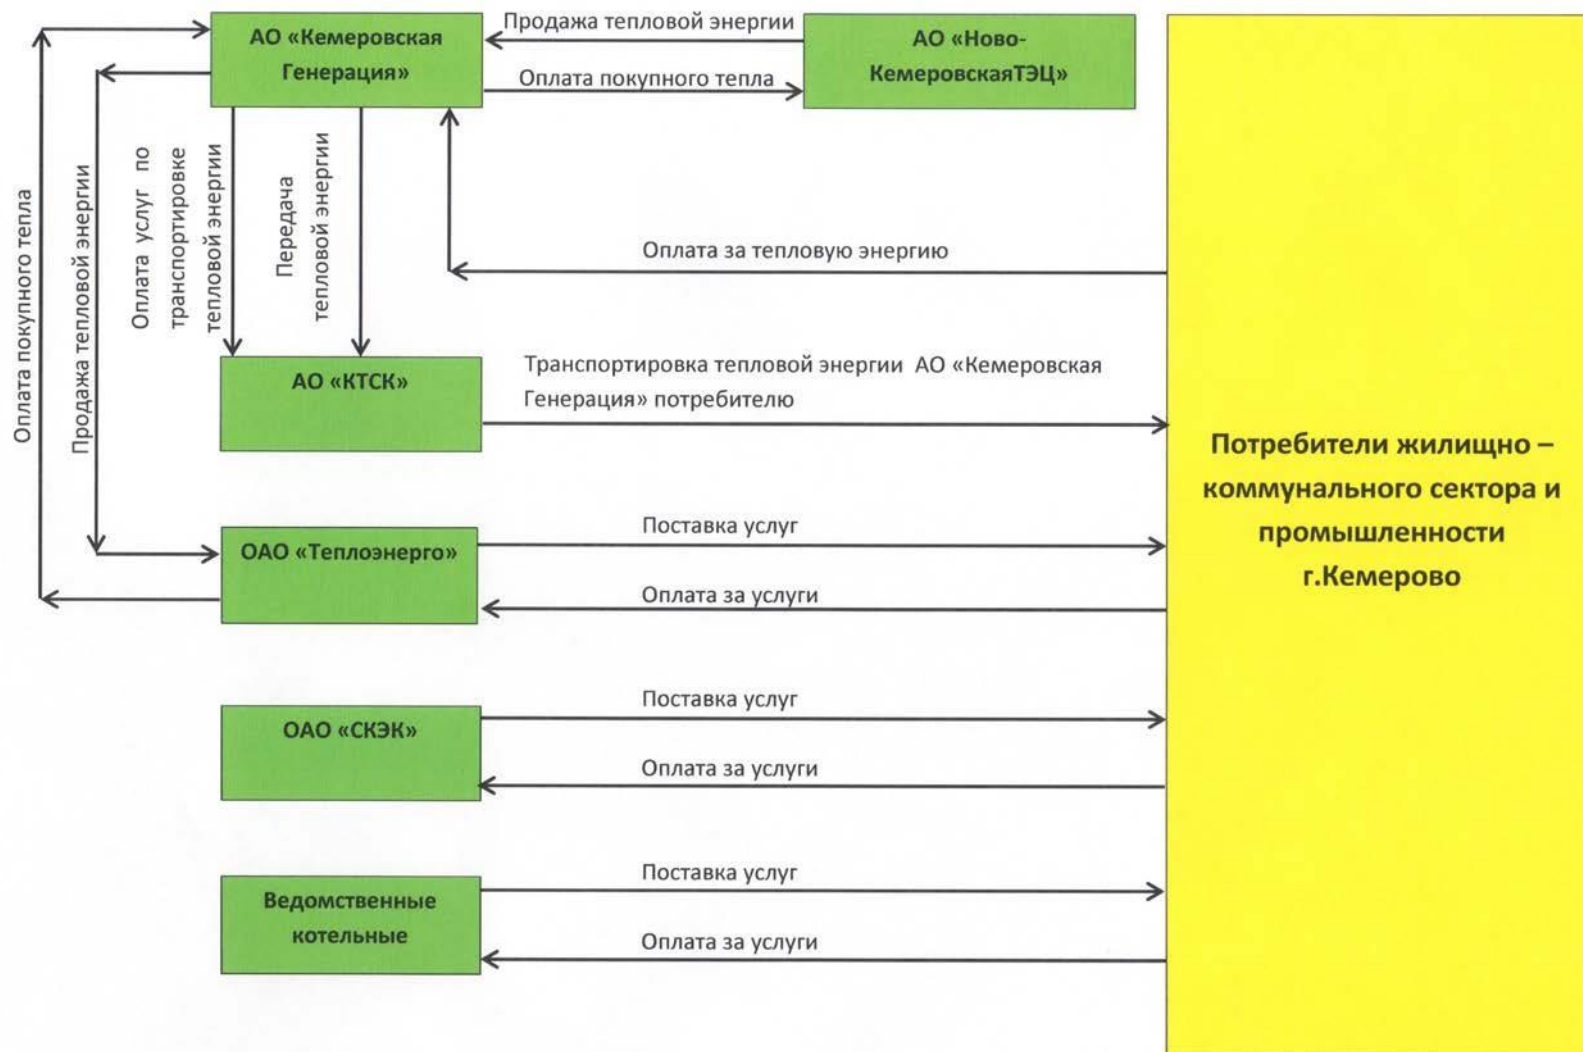 Продажа тепловой энергии
АО «Кемеровская
Генерация»
АО «Ново-
КемеровскаяТЭЦ»
Оплата покупного тепла
Оплата покупного тепла
Продажа тепловой энергии
Оплата услуг по
транспортировке
тепловой энергии
Передача
тепловой энергии
Оплата за тепловую энергию
АО «КТСК»
Транспортировка тепловой энергии АО «Кемеровская
Генерация» потребителю
Потребители жилищно –
коммунального сектора и
промышленности
г.Кемерово
ОАО «Теплоэнерго»
Поставка услуг
Оплата за услуги
ОАО «СКЭК»
Поставка услуг
Оплата за услуги
Ведомственные
котельные
Поставка услуг
Оплата за услуги